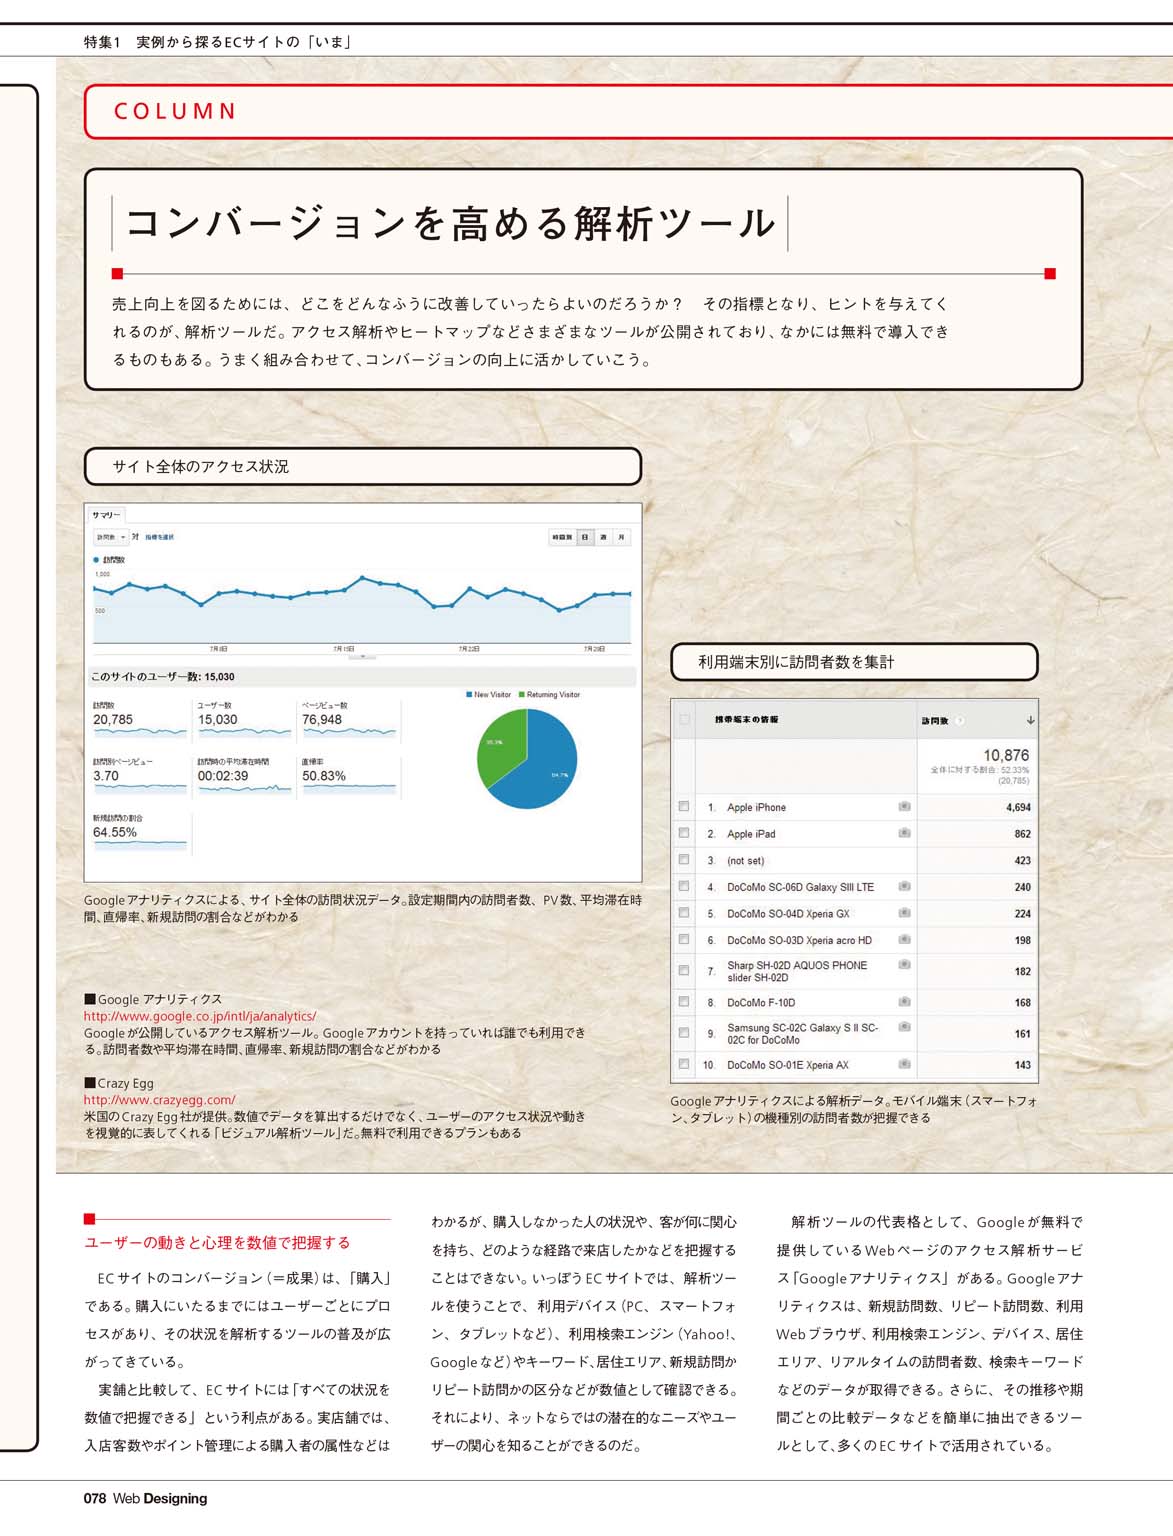 特集1　実例から探るECサイトの「いま」
COLUMN
コンバージョンを高める解析ツール
売上向上を図るためには、どこをどんなふうに改善していったらよいのだろうか？　その指標となり、ヒントを与えてく
れるのが、解析ツールだ。アクセス解析やヒートマップなどさまざまなツールが公開されており、なかには無料で導入でき
るものもある。うまく組み合わせて、コンバージョンの向上に活かしていこう。
サイト全体のアクセス状況
サマリー
訪問数 対 指標を選択
時間別 日 週 月
訪問数
1,000
500
7月8日 7月15日 7月22日 7月29日
このサイトのユーザー数: 15,030
訪問数 ユーザー数 ページビュー数
20,785 15,030 76,948
訪問別ページビュー 訪問時の平均滞在時間 直帰率
3.70 00:02:39 50.83%
新規訪問の割合
64.55%
New Visitor Returning Visitor
35.3%
64.7%
Googleアナリティクスによる、サイト全体の訪問状況データ。設定期間内の訪問者数、PV数、平均滞在時
間、直帰率、新規訪問の割合などがわかる
■Google アナリティクス
http://www.google.co.jp/intl/ja/analytics/
Googleが公開しているアクセス解析ツール。Googleアカウントを持っていれば誰でも利用でき
る。訪問者数や平均滞在時間、直帰率、新規訪問の割合などがわかる
■Crazy Egg
http://www.crazyegg.com/
米国のCrazy Egg社が提供。数値でデータを算出するだけでなく、ユーザーのアクセス状況や動き
を視覚的に表してくれる「ビジュアル解析ツール」だ。無料で利用できるプランもある
利用端末別に訪問者数を集計
携帯端末の情報 訪問数 ? ↓
10,876
全体に対する割合: 52.33%
(20,785)
1. Apple iPhone 4,694
2. Apple iPad 862
3. (not set) 423
4. DoCoMo SC-06D Galaxy SIII LTE 240
5. DoCoMo SO-04D Xperia GX 224
6. DoCoMo SO-03D Xperia acro HD 198
7. Sharp SH-02D AQUOS PHONE
slider SH-02D 182
8. DoCoMo F-10D 168
9. Samsung SC-02C Galaxy S II SC-
02C for DoCoMo 161
10. DoCoMo SO-01E Xperia AX 143
Googleアナリティクスによる解析データ。モバイル端末（スマートフォ
ン、タブレット）の機種別の訪問者数が把握できる
ユーザーの動きと心理を数値で把握する
ECサイトのコンバージョン（＝成果）は、「購入」
である。購入にいたるまでにはユーザーごとにプロ
セスがあり、その状況を解析するツールの普及が広
がってきている。
実舗と比較して、ECサイトには「すべての状況を
数値で把握できる」という利点がある。実店舗では、
入店客数やポイント管理による購入者の属性などは
わかるが、購入しなかった人の状況や、客が何に関心
を持ち、どのような経路で来店したかなどを把握する
ことはできない。いっぽうECサイトでは、解析ツー
ルを使うことで、利用デバイス（PC、スマートフォ
ン、タブレットなど）、利用検索エンジン（Yahoo!、
Googleなど）やキーワード、居住エリア、新規訪問か
リピート訪問かの区分などが数値として確認できる。
それにより、ネットならではの潜在的なニーズやユー
ザーの関心を知ることができるのだ。
解析ツールの代表格として、Googleが無料で
提供しているWebページのアクセス解析サービ
ス「Googleアナリティクス」がある。Googleアナ
リティクスは、新規訪問数、リピート訪問数、利用
Webブラウザ、利用検索エンジン、デバイス、居住
エリア、リアルタイムの訪問者数、検索キーワード
などのデータが取得できる。さらに、その推移や期
間ごとの比較データなどを簡単に抽出できるツー
ルとして、多くのECサイトで活用されている。
078 Web Designing